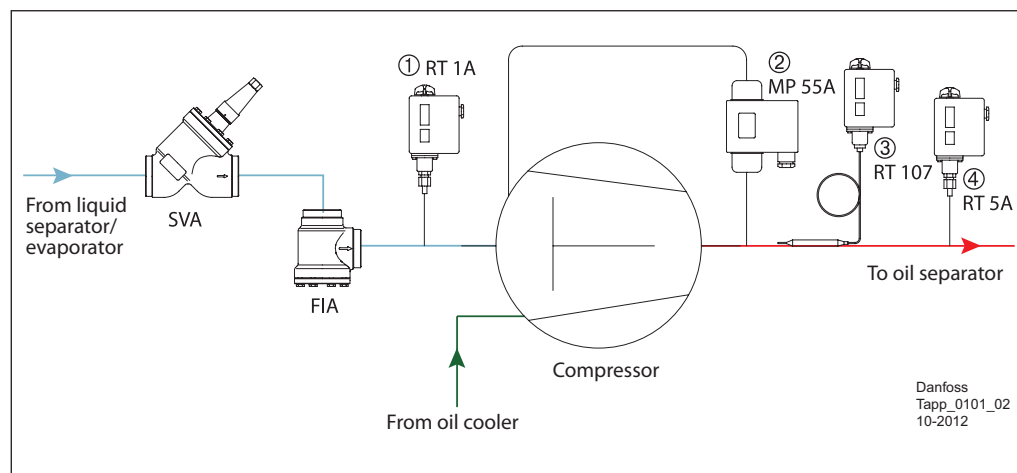 ① RT 1A
②
MP 55A
③
RT 107
④
RT 5A
From liquid
separator/
evaporator
SVA
FIA
To oil separator
Compressor
From oil cooler
Danfoss
Tapp_0101_02
10-2012